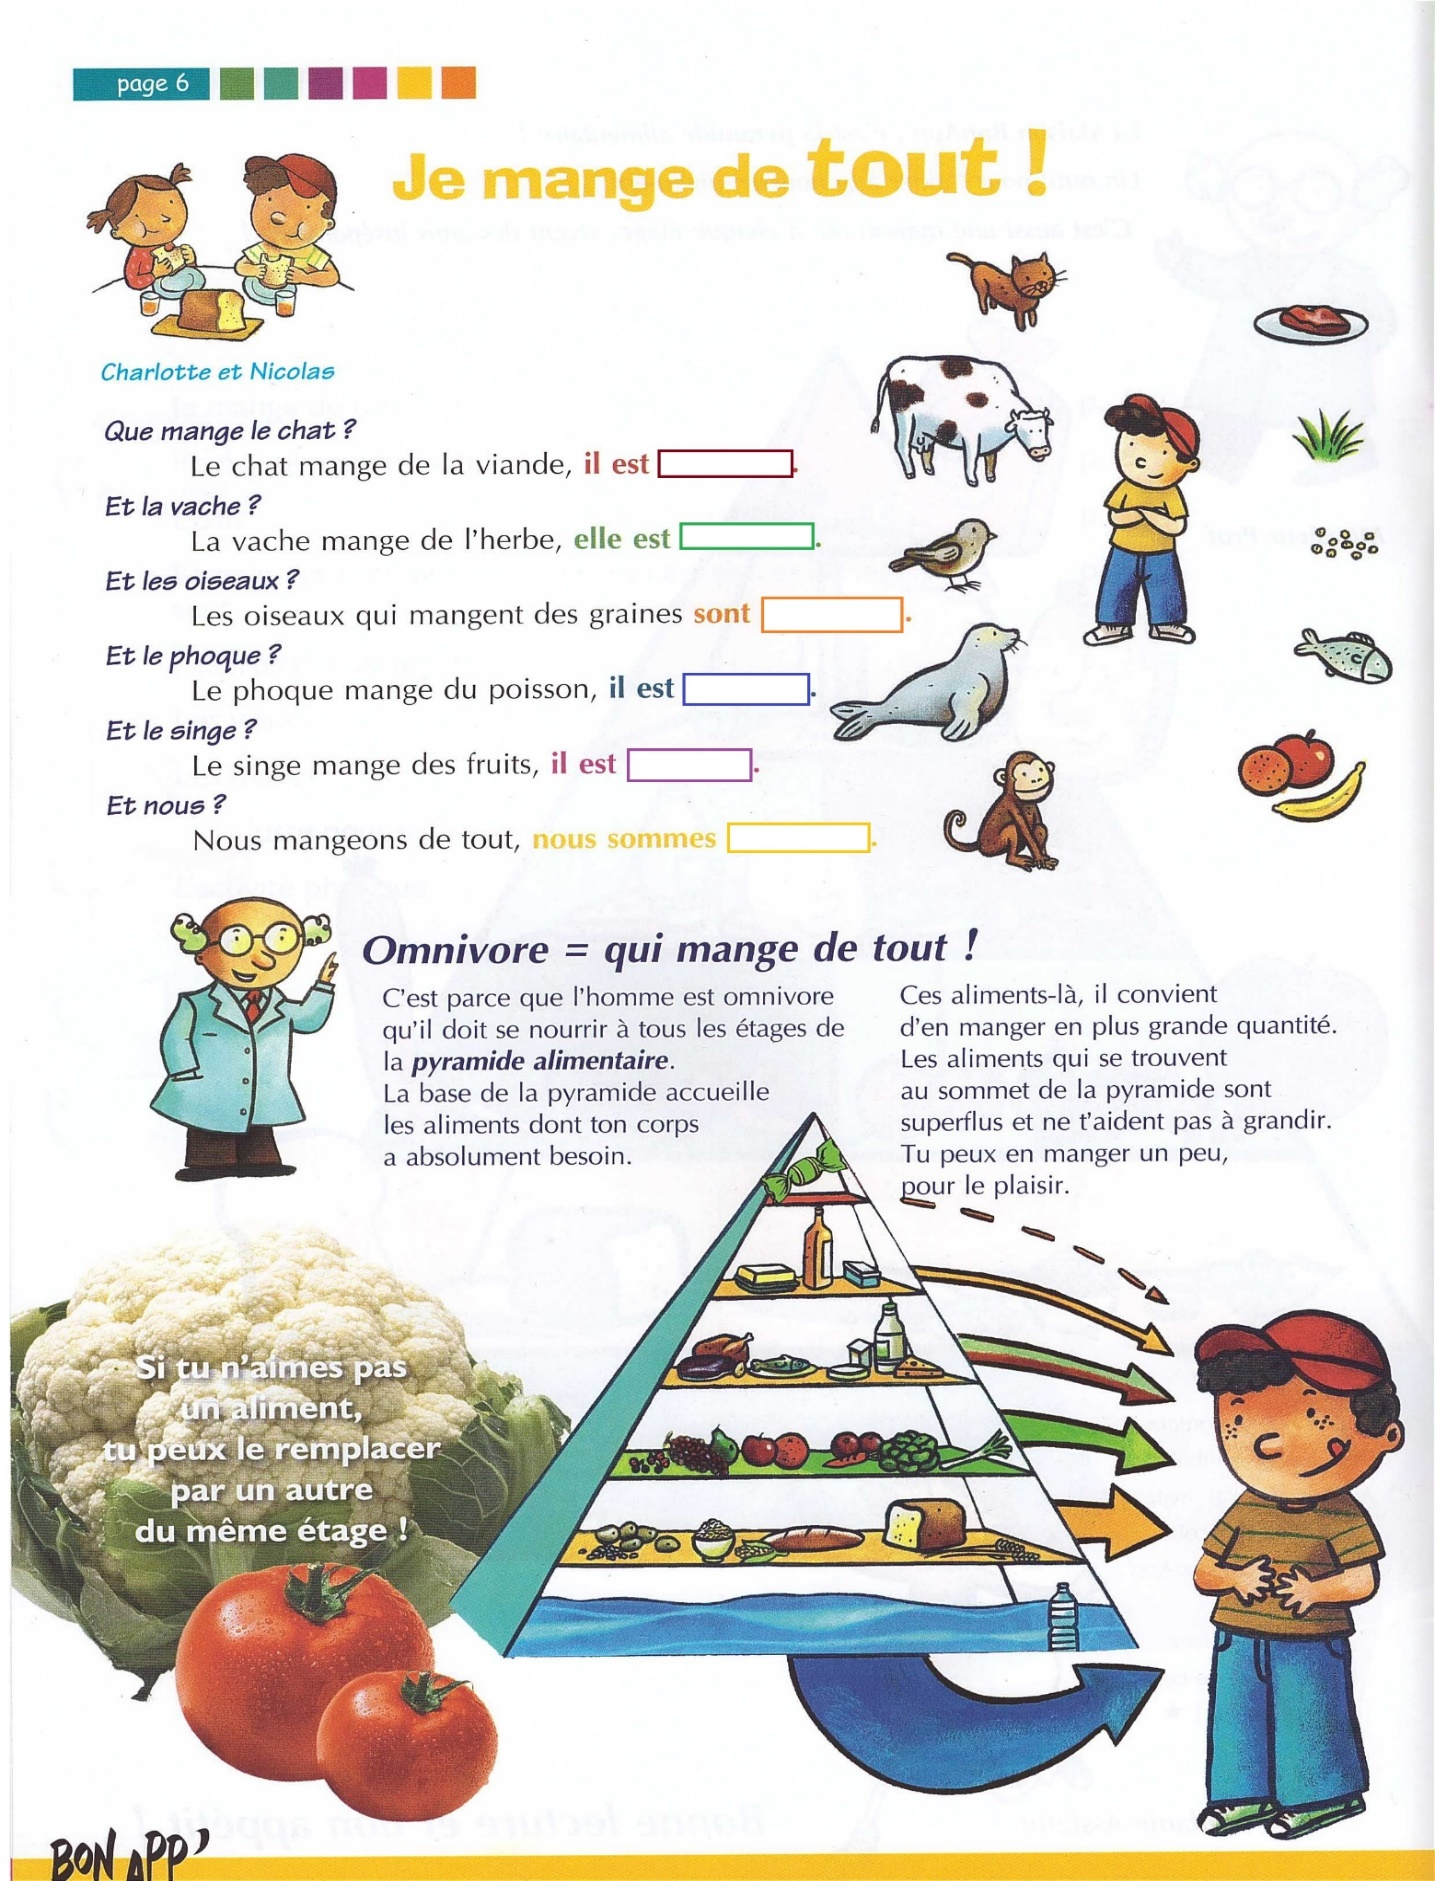 page 6
Je mange de tout !
Charlotte et Nicolas
Que mange le chat ?
Le chat mange de la viande, il est .
Et la vache ?
La vache mange de l'herbe, elle est .
Et les oiseaux ?
Les oiseaux qui mangent des graines sont .
Et le phoque ?
Le phoque mange du poisson, il est .
Et le singe ?
Le singe mange des fruits, il est .
Et nous ?
Nous mangeons de tout, nous sommes .
Omnivore = qui mange de tout !
C'est parce que l'homme est omnivore
qu'il doit se nourrir à tous les étages de
la pyramide alimentaire.
La base de la pyramide accueille
les aliments dont ton corps
a absolument besoin.
Ces aliments-là, il convient
d'en manger en plus grande quantité.
Les aliments qui se trouvent
au sommet de la pyramide sont
superflus et ne t'aident pas à grandir.
Tu peux en manger un peu,
pour le plaisir.
Si tu n'aimes pas
un aliment,
tu peux le remplacer
par un autre
du même étage !
BON APP'